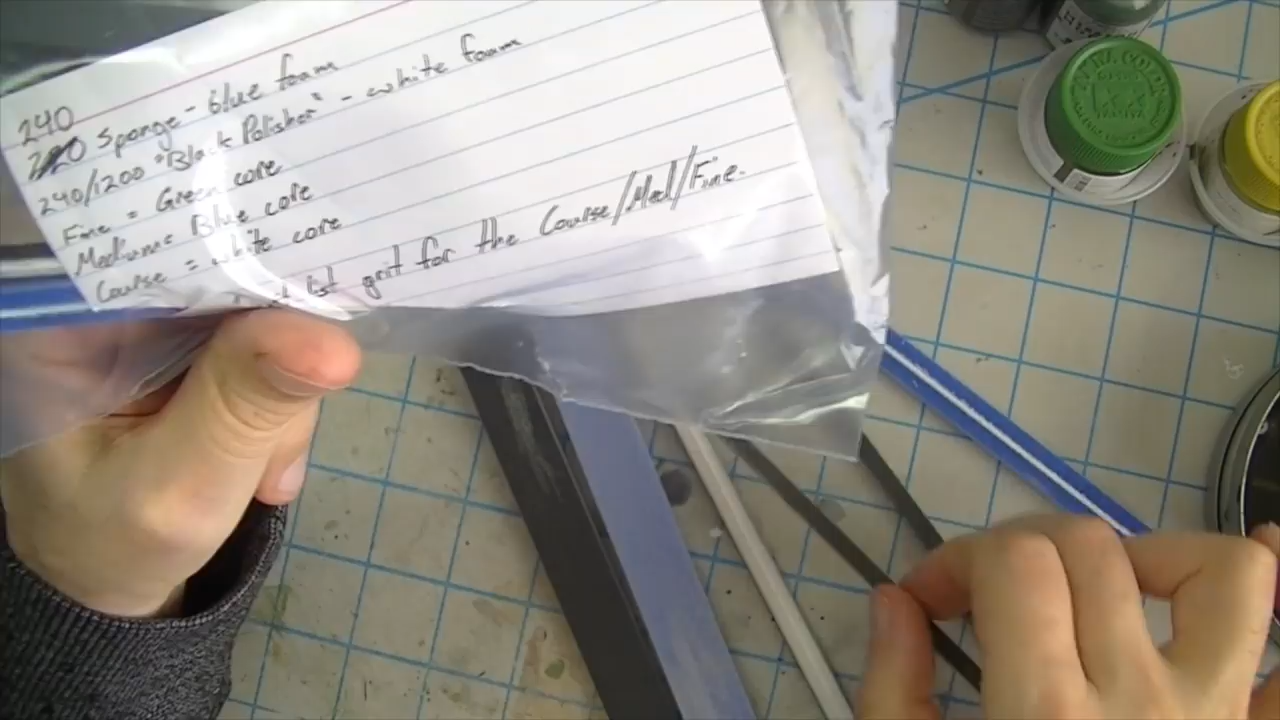 240
Sponge - blue foam
240/1200 "Black Polisher" - white foam
Fine = Green core
Medium = Blue core
Course = white core
list grit for the Course/Med/Fine.